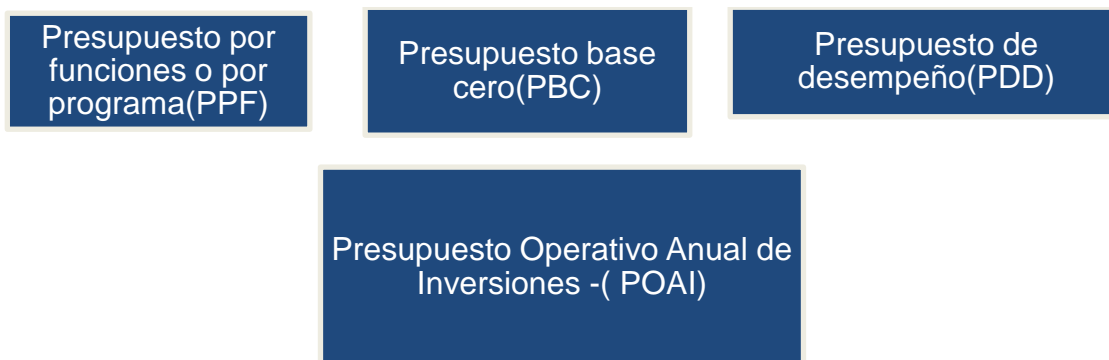 Presupuesto por
funciones o por
programa(PPF)
Presupuesto base
cero(PBC)
Presupuesto de
desempeño(PDD)
Presupuesto Operativo Anual de
Inversiones -( POAI)